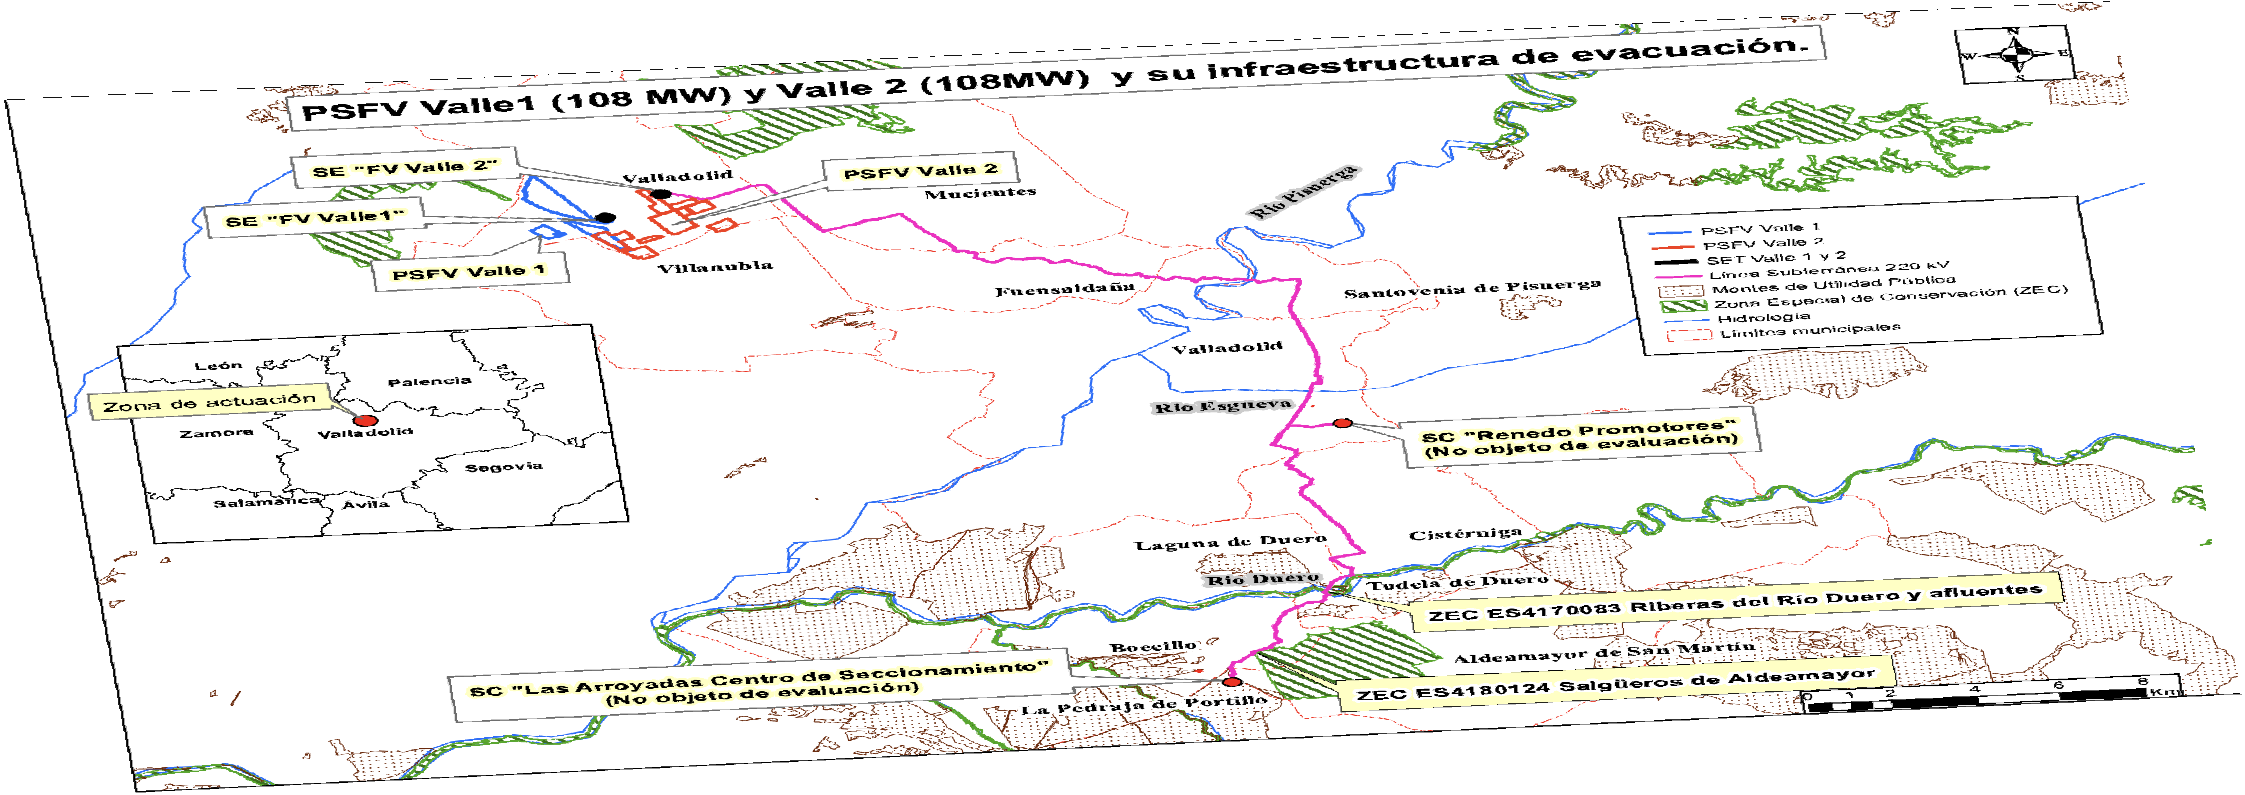 PSFV Valle1 (108 MW) y Valle 2 (108MW) y su infraestructura de evacuación.
N
W E
S
SE "FV Valle 2"
Valladolid
PSFV Valle 2
Mucientes
Río Pisuerga
SE "FV Valle1"
PSFV Valle 1
Villanubla
Fuensaldaña
Santovenia de Pisuerga
PSFV Valle 1
PSFV Valle 2
SET Valle 1 y 2
Línea Subterránea 220 kV
Montes de Utilidad Pública
Zona Especial de Conservación (ZEC)
Hidrología
Límites municipales
Valladolid
Río Esgueva
León
Palencia
Zona de actuación
Zamora
Valladolid
Segovia
Salamanca
Ávila
SC "Renedo Promotores"
(No objeto de evaluación)
Laguna de Duero
Cistérniga
Río Duero
Tudela de Duero
ZEC ES4170083 Riberas del Río Duero y afluentes
Boecillo
Aldeamayor de San Martín
SC "Las Arroyadas Centro de Seccionamiento"
(No objeto de evaluación)
ZEC ES4180124 Salgüeros de Aldeamayor
La Pedraja de Portillo
0 1 2 4 6 8
Km